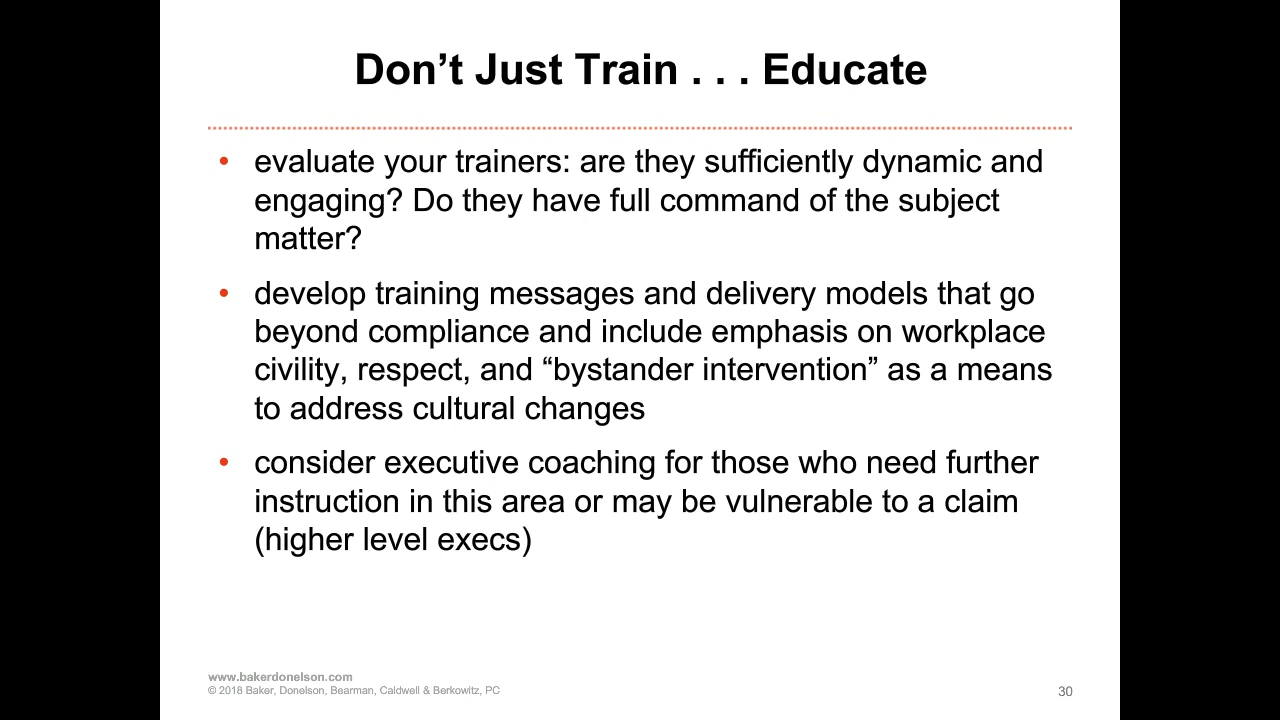 Don’t Just Train . . . Educate
• evaluate your trainers: are they sufficiently dynamic and
engaging? Do they have full command of the subject
matter?
• develop training messages and delivery models that go
beyond compliance and include emphasis on workplace
civility, respect, and “bystander intervention” as a means
to address cultural changes
• consider executive coaching for those who need further
instruction in this area or may be vulnerable to a claim
(higher level execs)
www.bakerdonelson.com
© 2018 Baker, Donelson, Bearman, Caldwell & Berkowitz, PC
30